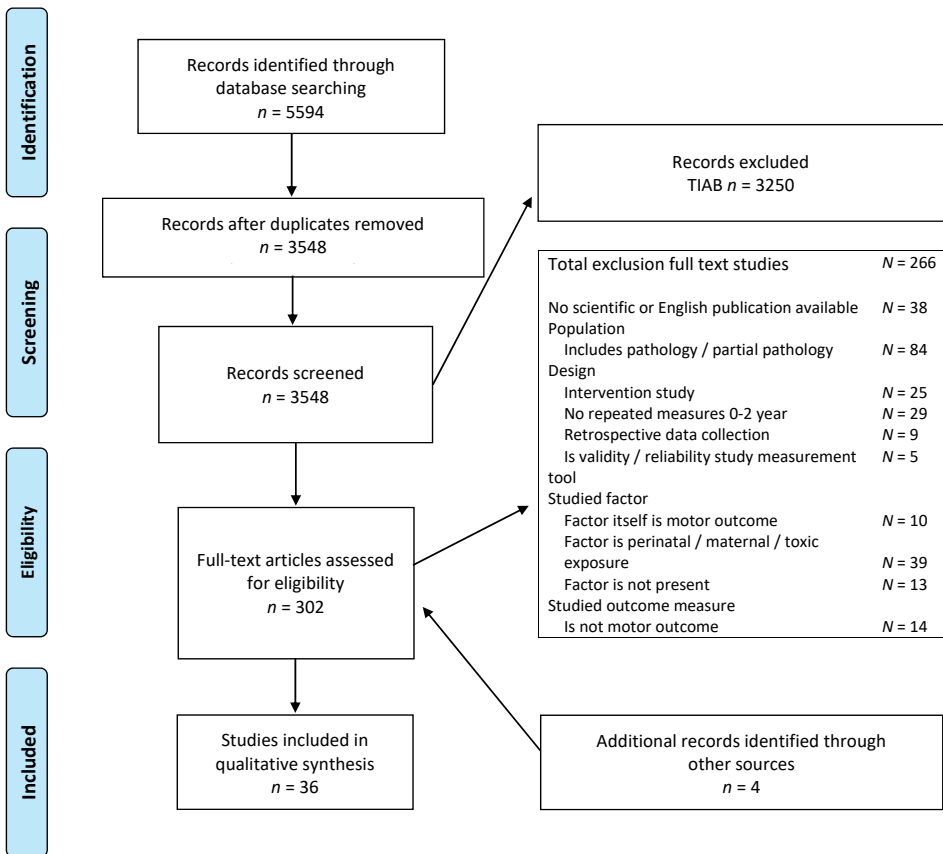 Identification
Records identified through
database searching
n = 5594
Records excluded
TIAB n = 3250
Records after duplicates removed
n = 3548
Screening
Records screened
n = 3548
Total exclusion full text studies N = 266
No scientific or English publication available N = 38
Population
Includes pathology / partial pathology N = 84
Design
Intervention study N = 25
No repeated measures 0-2 year N = 29
Retrospective data collection N = 9
Is validity / reliability study measurement N = 5
tool
Studied factor
Factor itself is motor outcome N = 10
Factor is perinatal / maternal / toxic
exposure N = 39
Factor is not present N = 13
Studied outcome measure
Is not motor outcome N = 14
Eligibility
Full-text articles assessed
for eligibility
n = 302
Included
Studies included in
qualitative synthesis
n = 36
Additional records identified through
other sources
n = 4